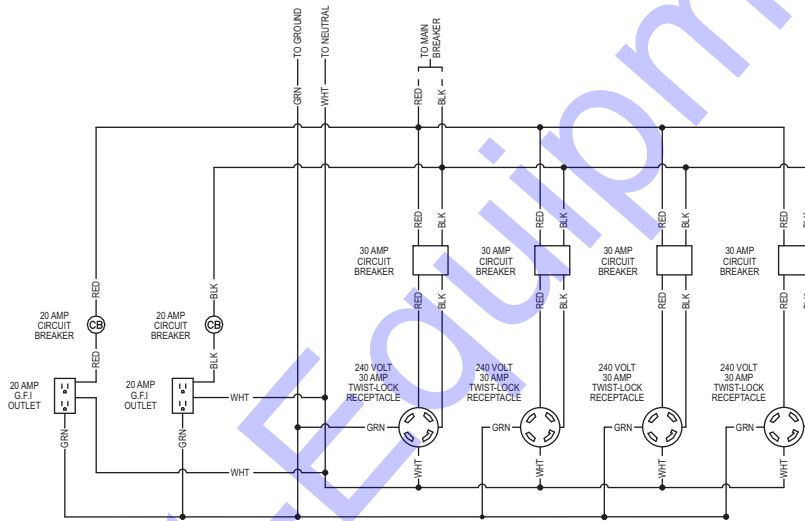 TO GROUND
TO NEUTRAL
TO MAIN
BREAKER
GRN
WHT
RED
BLK
RED
BLK
RED
BLK
RED
BLK
RED
BLK
30 AMP
CIRCUIT
BREAKER
30 AMP
CIRCUIT
BREAKER
30 AMP
CIRCUIT
BREAKER
30 AMP
CIRCUIT
BREAKER
RED
BLK
RED
BLK
RED
BLK
RED
BLK
RED
BLK
20 AMP
CIRCUIT
BREAKER
CB
20 AMP
CIRCUIT
BREAKER
CB
RED
BLK
20 AMP
G.F.I
OUTLET
20 AMP
G.F.I
OUTLET
240 VOLT
30 AMP
TWIST-LOCK
RECEPTACLE
240 VOLT
30 AMP
TWIST-LOCK
RECEPTACLE
240 VOLT
30 AMP
TWIST-LOCK
RECEPTACLE
240 VOLT
30 AMP
TWIST-LOCK
RECEPTACLE
WHT
GRN
GRN
GRN
GRN
GRN
GRN
WHT
WHT
WHT
WHT
WHT
Equipm